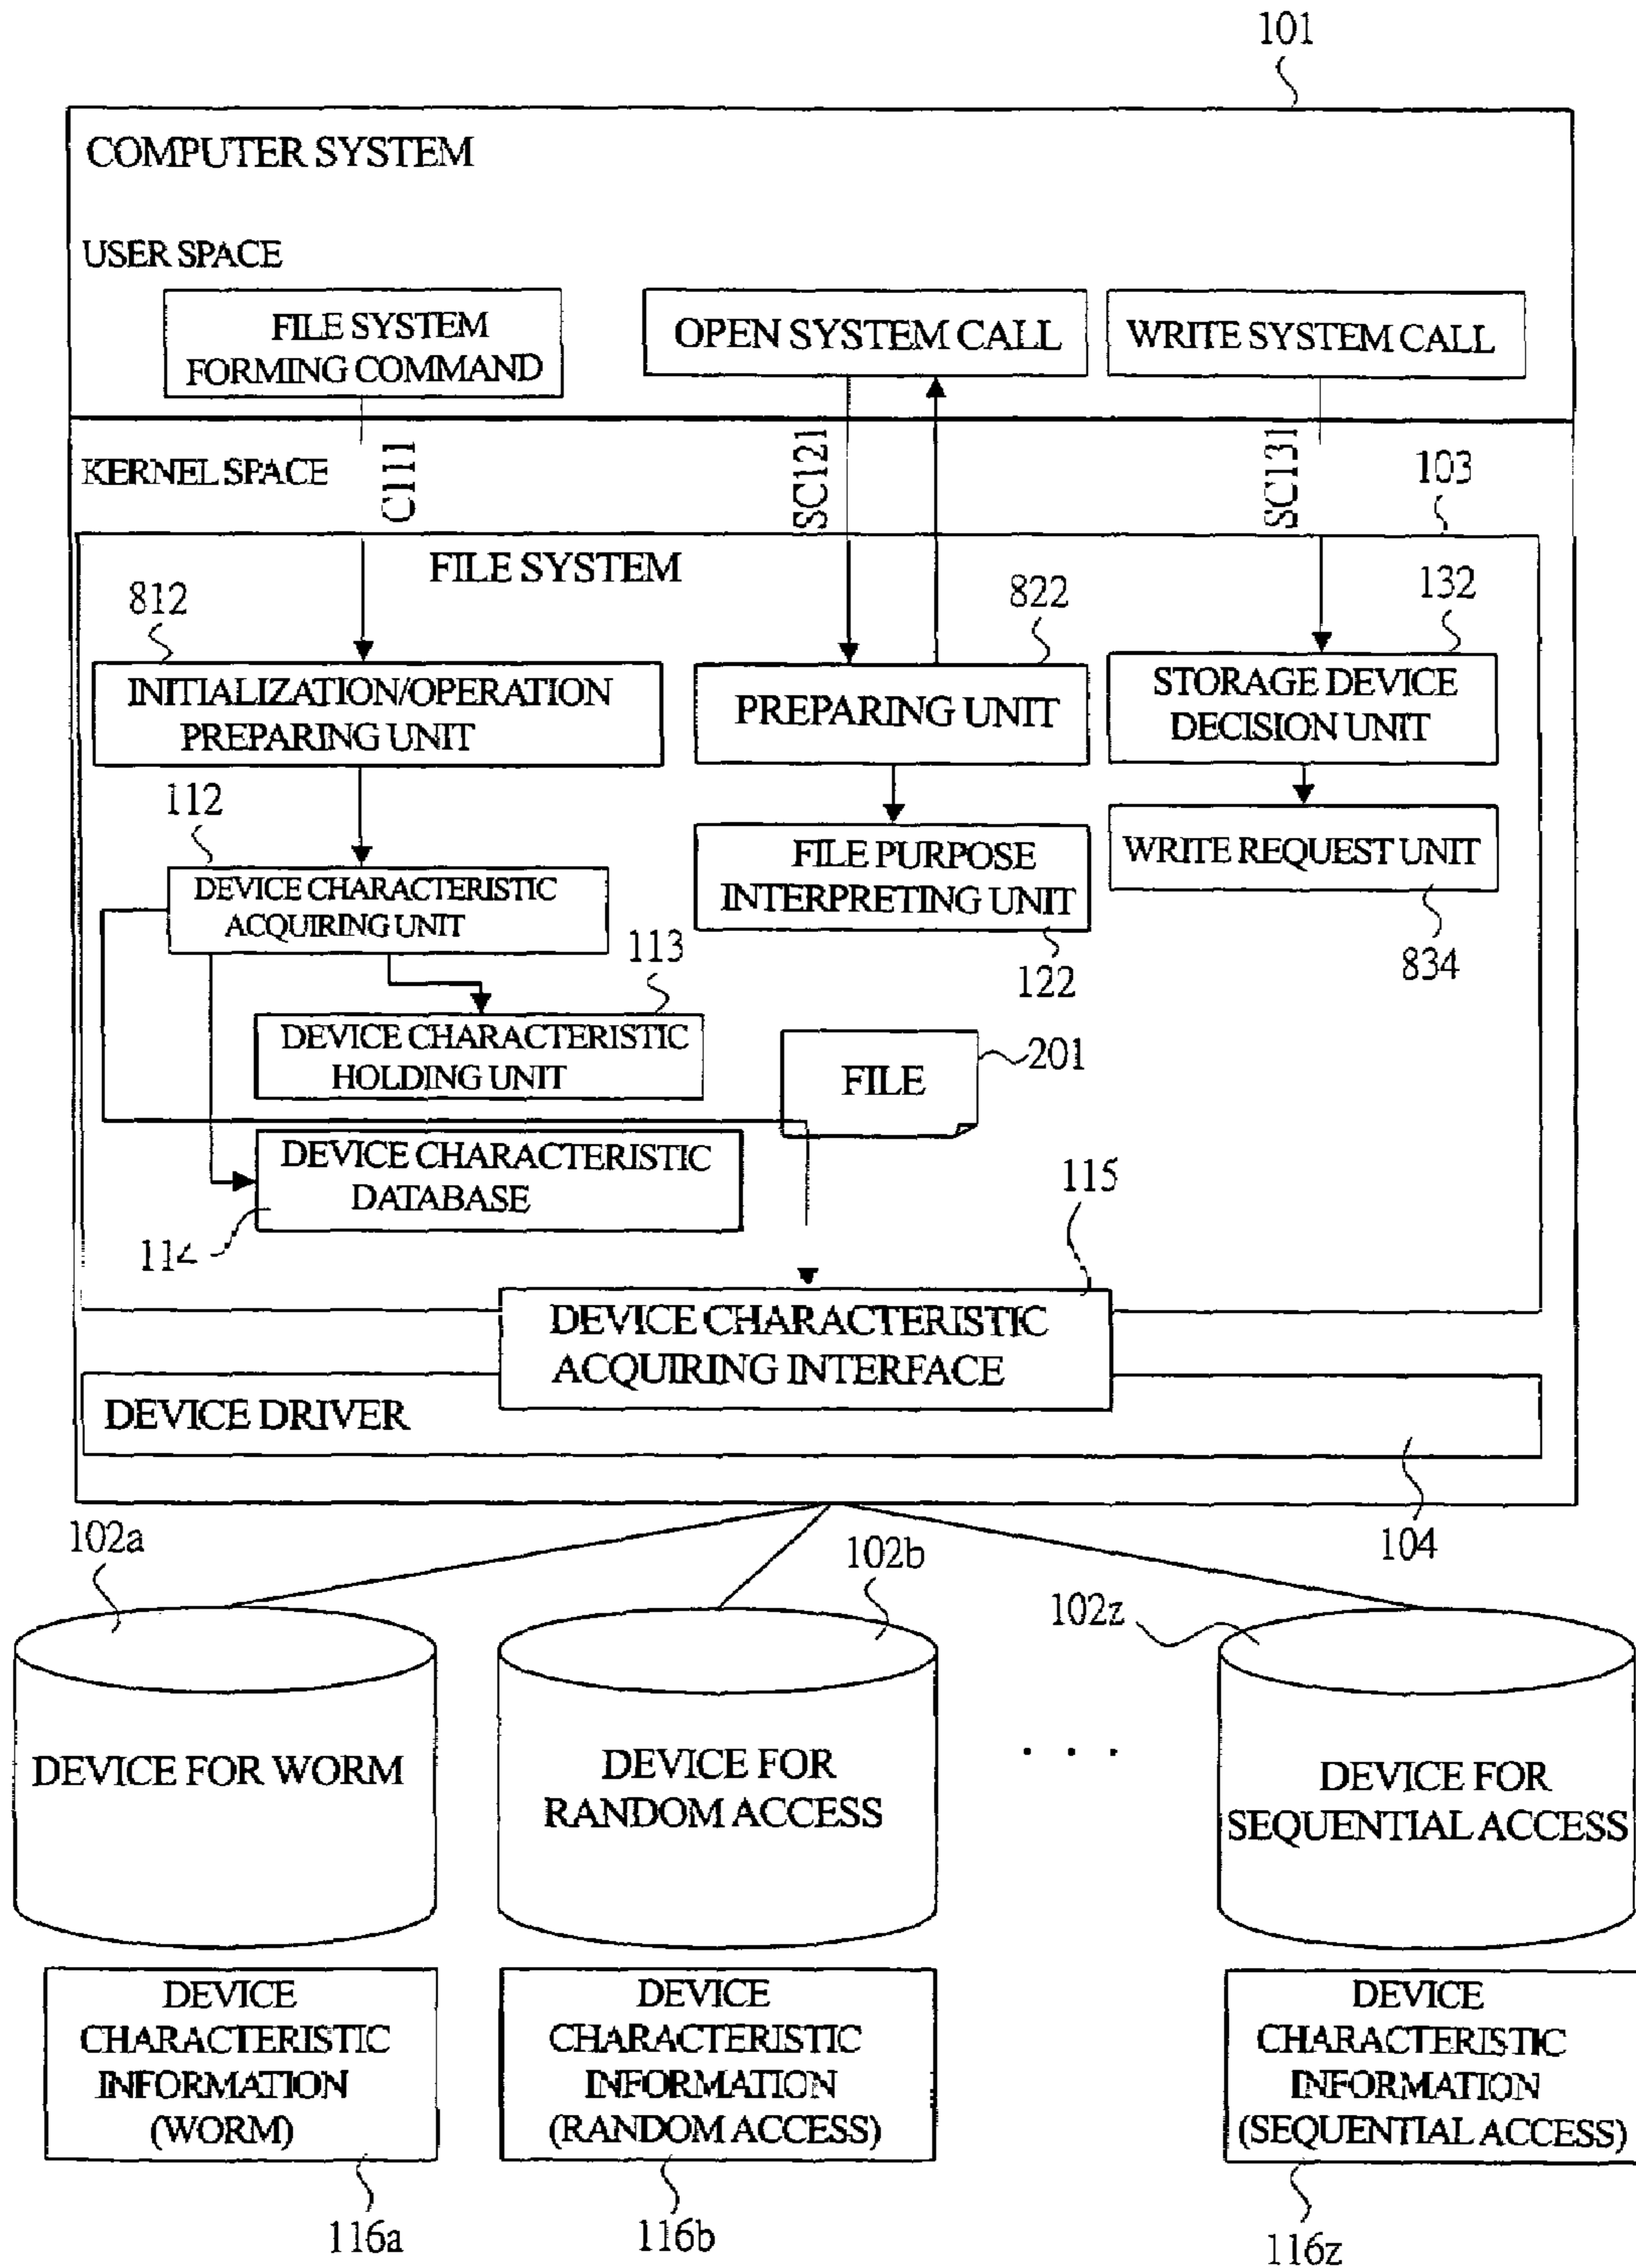 101
COMPUTER SYSTEM
USER SPACE
FILE SYSTEM
FORMING COMMAND
OPEN SYSTEM CALL
WRITE SYSTEM CALL
KERNEL SPACE
C111
SC121
SC131
103
FILE SYSTEM
812
822
132
INITIALIZATION/OPERATION
PREPARING UNIT
PREPARING UNIT
STORAGE DEVICE
DECISION UNIT
112
DEVICE CHARACTERISTIC
ACQUIRING UNIT
FILE PURPOSE
INTERPRETING UNIT
WRITE REQUEST UNIT
113
122
834
DEVICE CHARACTERISTIC
HOLDING UNIT
FILE
201
DEVICE CHARACTERISTIC
DATABASE
114
115
DEVICE CHARACTERISTIC
ACQUIRING INTERFACE
DEVICE DRIVER
104
102a
102b
102z
DEVICE FOR WORM
DEVICE FOR
RANDOM ACCESS
. . .
DEVICE FOR
SEQUENTIAL ACCESS
DEVICE
CHARACTERISTIC
INFORMATION
(WORM)
DEVICE
CHARACTERISTIC
INFORMATION
(RANDOM ACCESS)
DEVICE
CHARACTERISTIC
INFORMATION
(SEQUENTIAL ACCESS)
116a
116b
116z